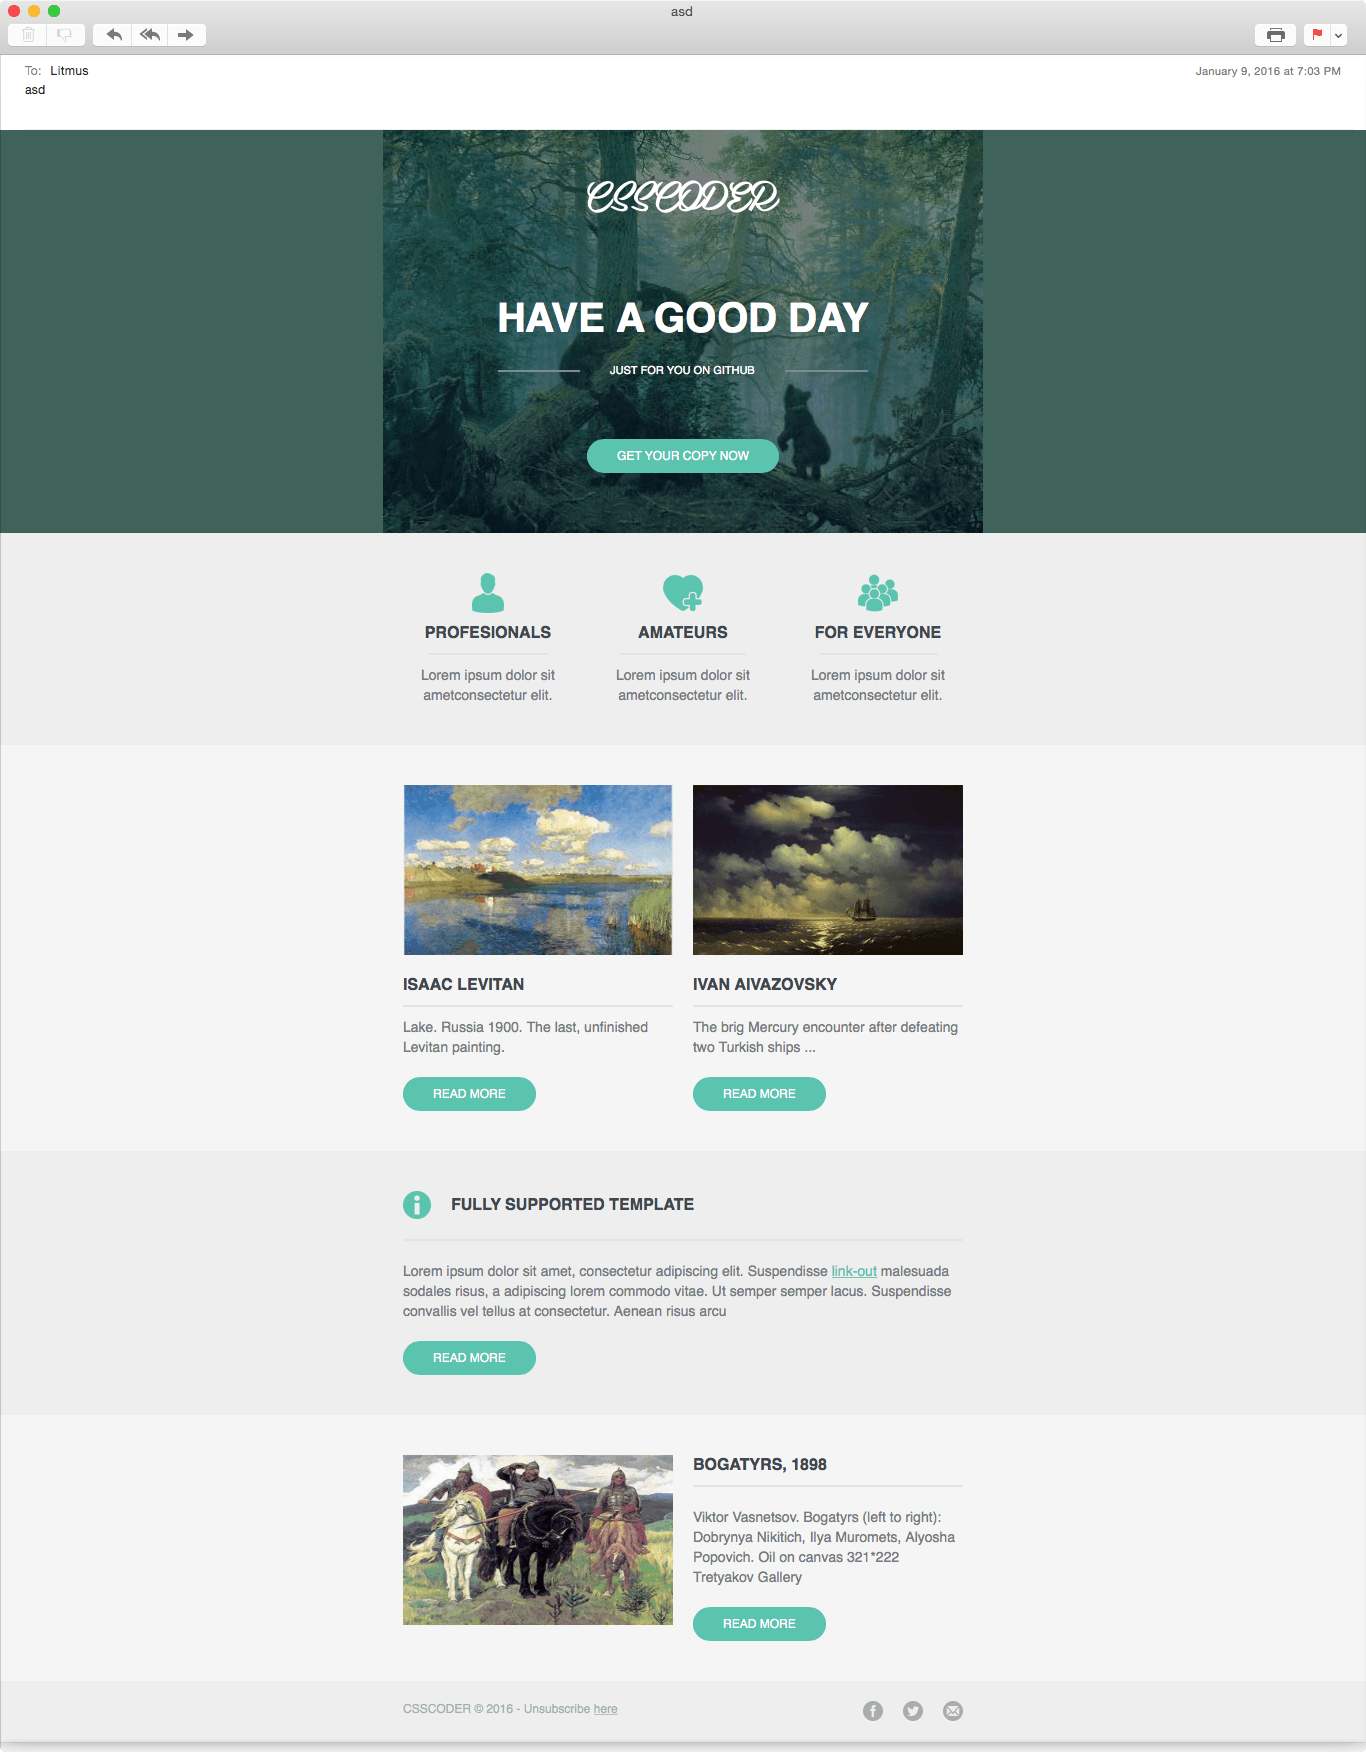 asd
To: Litmus
January 9, 2016 at 7:03 PM
asd
CSSCODER
HAVE A GOOD DAY
JUST FOR YOU ON GITHUB
GET YOUR COPY NOW
PROFESIONALS
Lorem ipsum dolor sit
ametconsectetur elit.
AMATEURS
Lorem ipsum dolor sit
ametconsectetur elit.
FOR EVERYONE
Lorem ipsum dolor sit
ametconsectetur elit.
ISAAC LEVITAN
Lake. Russia 1900. The last, unfinished
Levitan painting.
READ MORE
IVAN AIVAZOVSKY
The brig Mercury encounter after defeating
two Turkish ships ...
READ MORE
FULLY SUPPORTED TEMPLATE
Lorem ipsum dolor sit amet, consectetur adipiscing elit. Suspendisse link-out malesuada
sodales risus, a adipiscing lorem commodo vitae. Ut semper semper lacus. Suspendisse
convallis vel tellus at consectetur. Aenean risus arcu
READ MORE
BOGATYRS, 1898
Viktor Vasnetsov. Bogatyrs (left to right):
Dobrynya Nikitich, Ilya Muromets, Alyosha
Popovich. Oil on canvas 321*222
Tretyakov Gallery
READ MORE
CSSCODER © 2016 - Unsubscribe here